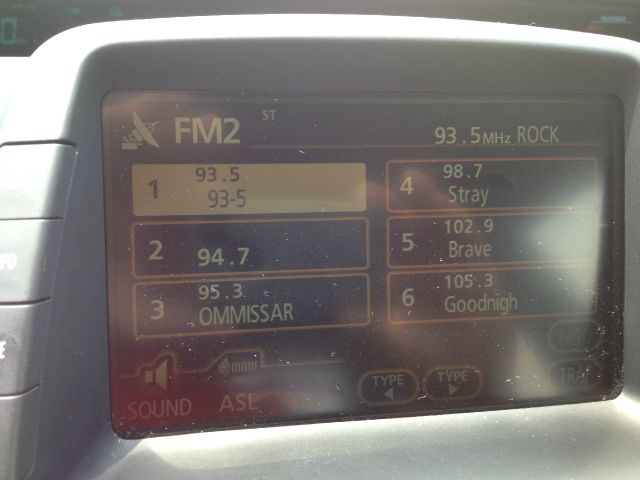 FM2 ST 93.5MHz ROCK
1 93.5 93-5
2 94.7
3 95.3 OMMISSAR
4 98.7 Stray
5 102.9 Brave
6 105.3 Goodnigh
SOUND ASL TYPE TYPE